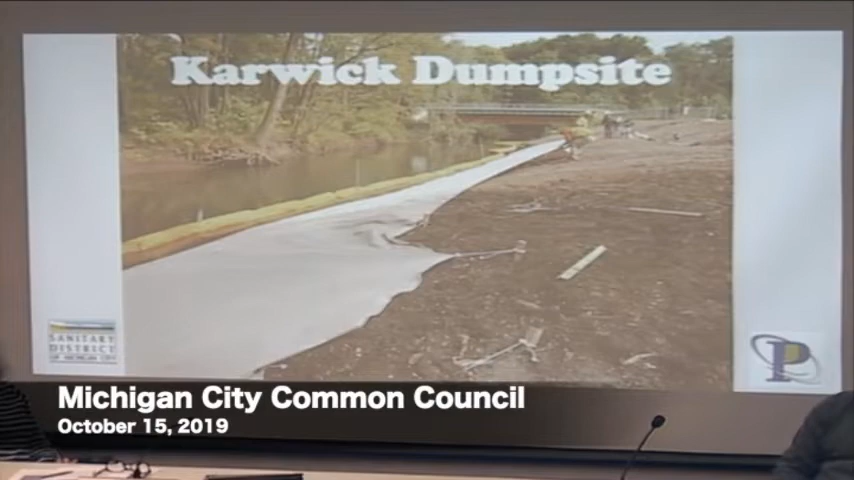 Karwick Dumpsite
SANITARY
DISTRICT
OF MICHIGAN CITY
P
Michigan City Common Council
October 15, 2019